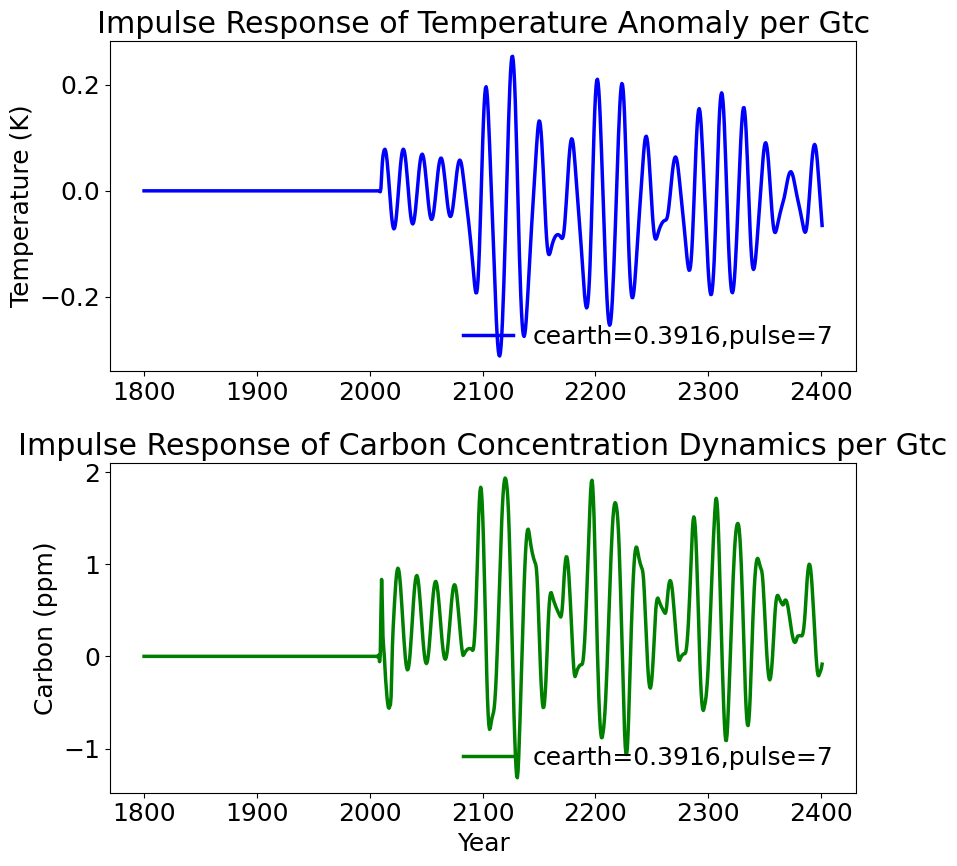 Impulse Response of Temperature Anomaly per Gtc
Temperature (K)
0.2
0.0
−0.2
cearth=0.3916,pulse=7
1800 1900 2000 2100 2200 2300 2400
Impulse Response of Carbon Concentration Dynamics per Gtc
Carbon (ppm)
2
1
0
−1
cearth=0.3916,pulse=7
1800 1900 2000 2100 2200 2300 2400
Year